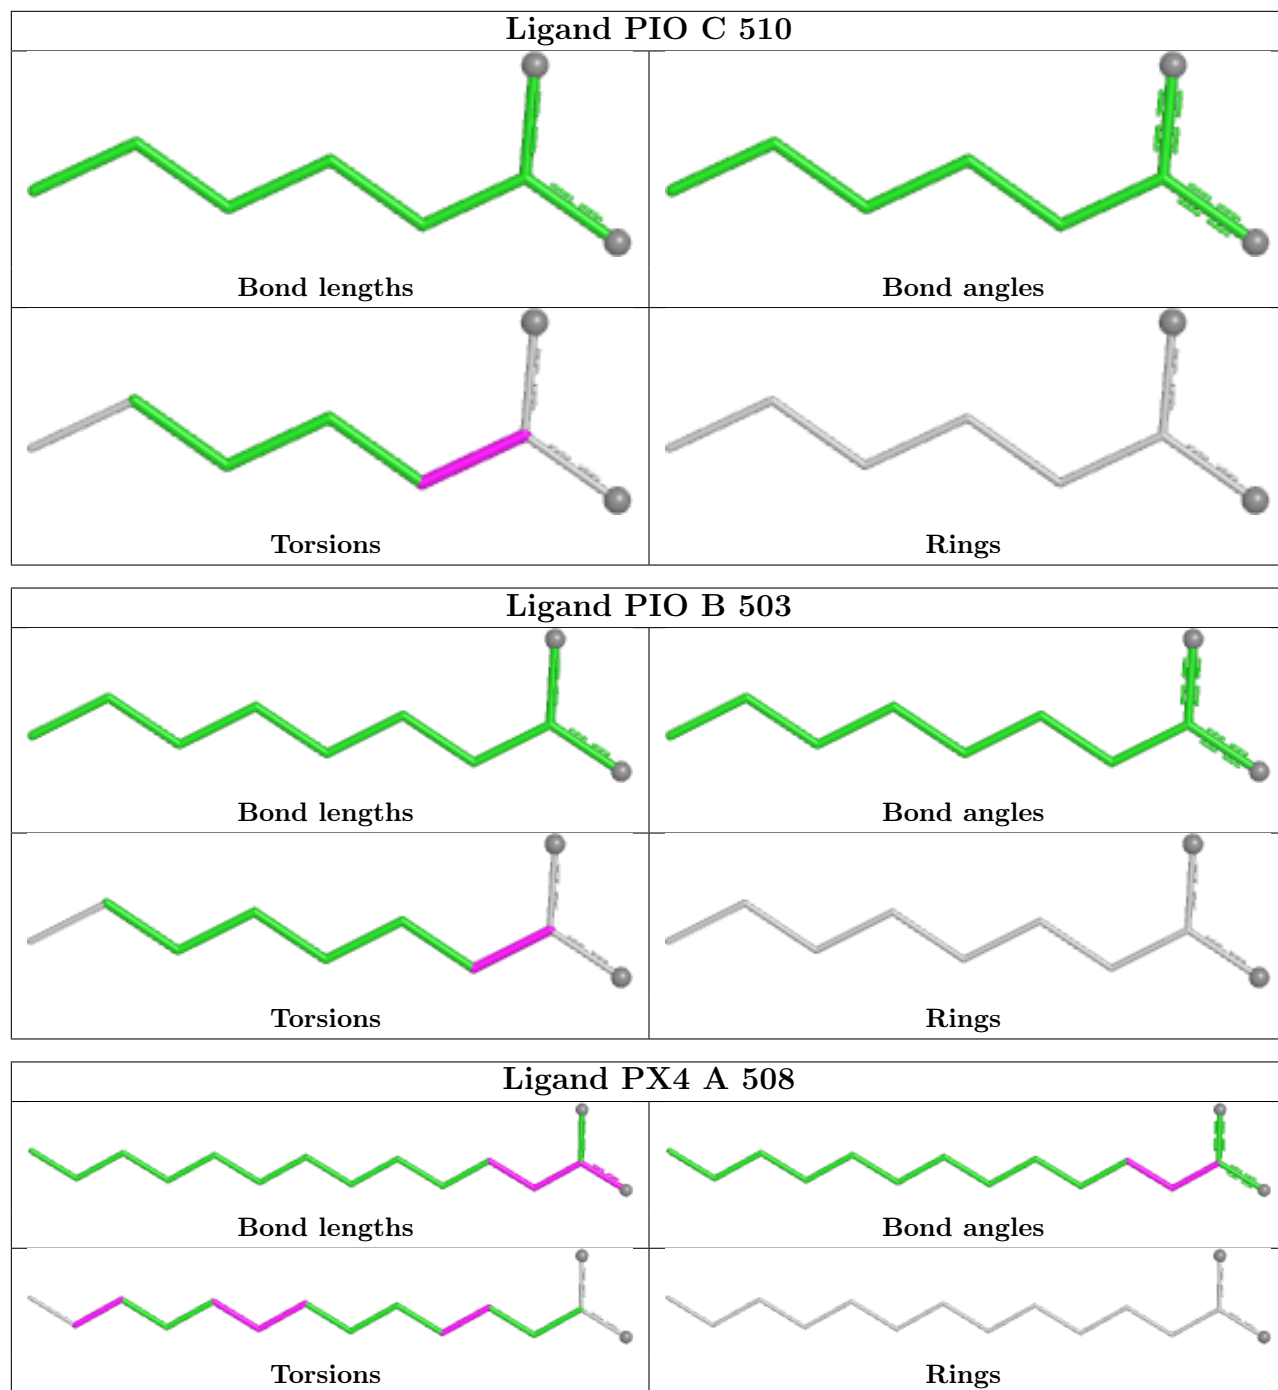 Ligand PIO C 510
Bond lengths
Bond angles
Torsions
Rings
Ligand PIO B 503
Bond lengths
Bond angles
Torsions
Rings
Ligand PX4 A 508
Bond lengths
Bond angles
Torsions
Rings